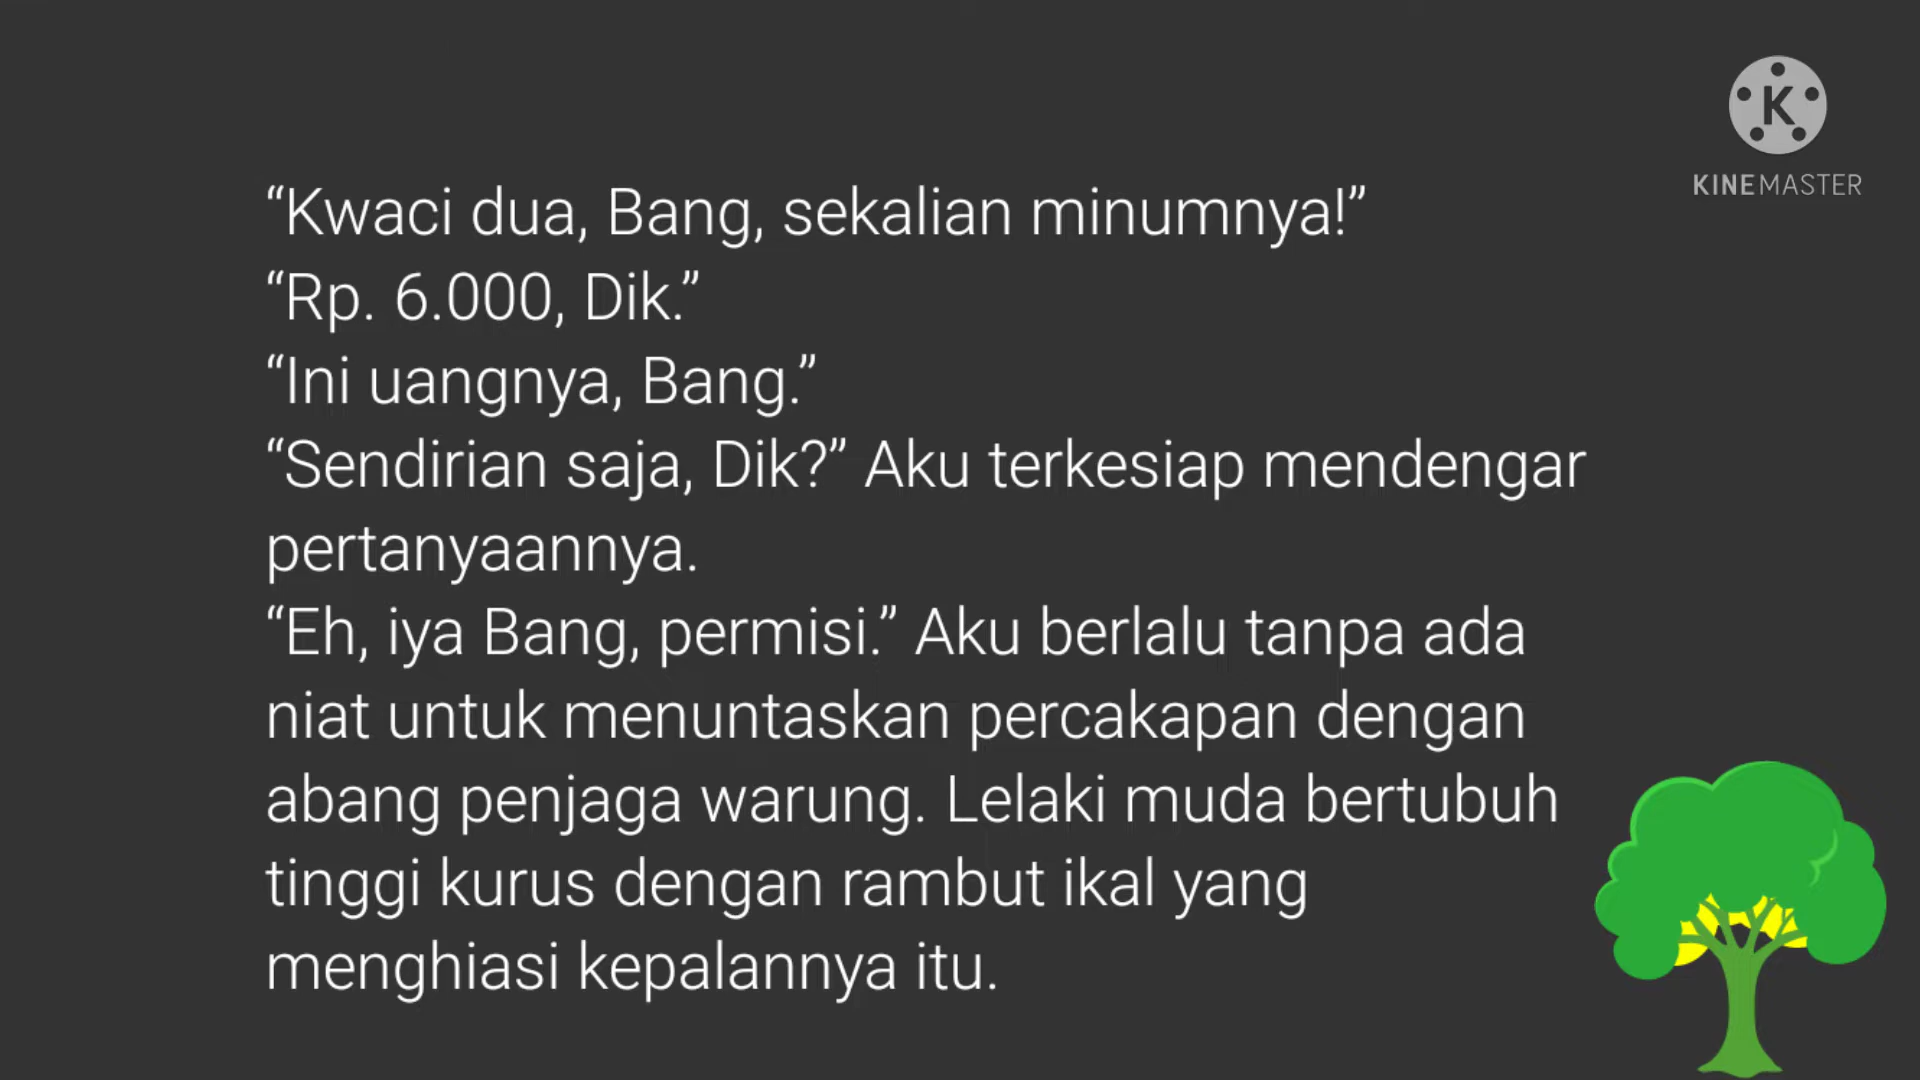 “Kwaci dua, Bang, sekalian minumnya!”
“Rp. 6.000, Dik.”
“Ini uangnya, Bang.”
“Sendirian saja, Dik?” Aku terkesiap mendengar
pertanyaannya.
“Eh, iya Bang, permisi.” Aku berlalu tanpa ada
niat untuk menuntaskan percakapan dengan
abang penjaga warung. Lelaki muda bertubuh
tinggi kurus dengan rambut ikal yang
menghiasi kepalannya itu.
K
KINEMASTER